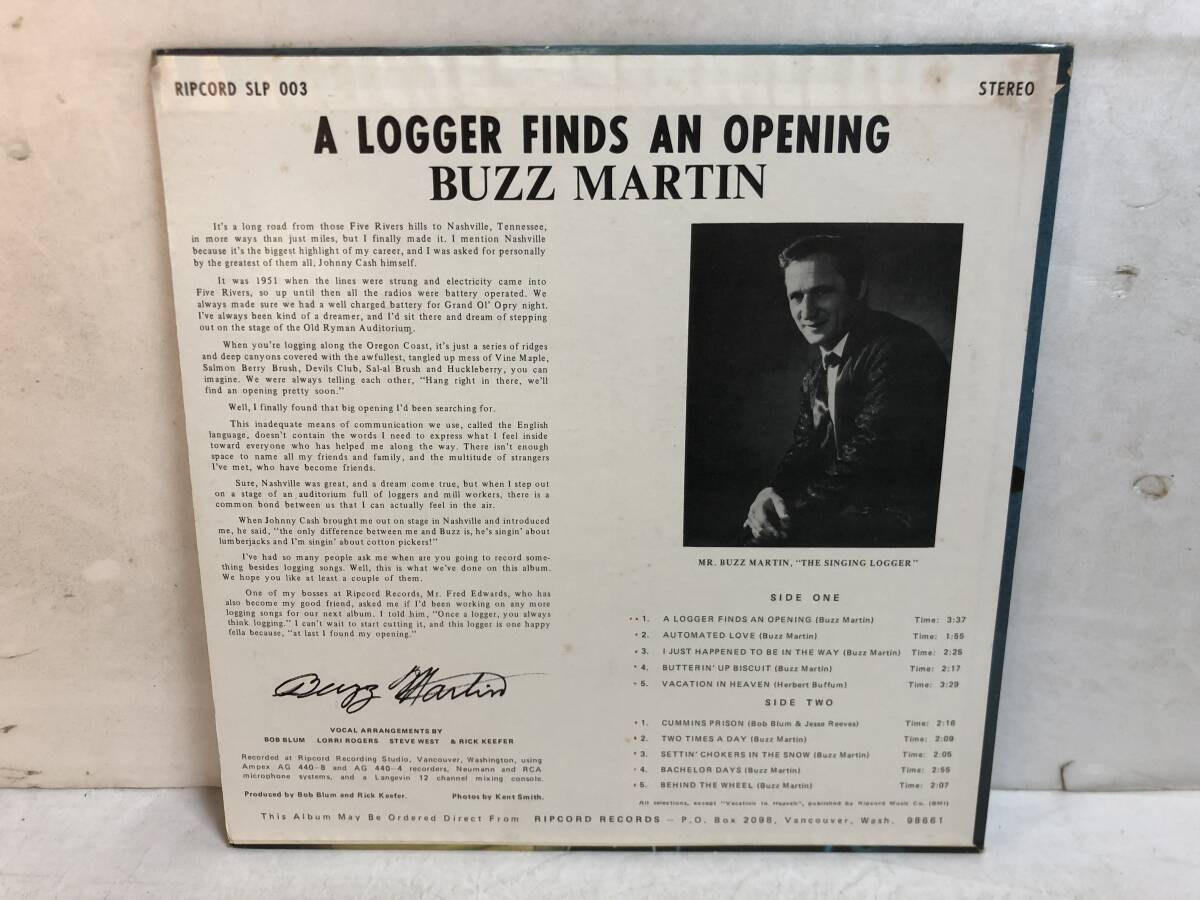 RIPCORD SLP 003
STEREO
A LOGGER FINDS AN OPENING
BUZZ MARTIN
It's a long road from those Five Rivers hills to Nashville, Tennessee,
in more ways than just miles, but I finally made it. I mention Nashville
because it's the biggest highlight of my career, and I was asked for personally
by the greatest of them all, Johnny Cash himself.
It was 1951 when the lines were strung and electricity came into
Five Rivers, so up until then all the radios were battery operated. We
always made sure we had a well charged battery for Grand Ol' Opry night.
I've always been kind of a dreamer, and I'd sit there and dream of stepping
out on the stage of the Old Ryman Auditorium.
When you're logging along the Oregon Coast, it's just a series of ridges
and deep canyons covered with the awfullest, tangled up mess of Vine Maple,
Salmon Berry Brush, Devils Club, Sal-al Brush and Huckleberry, you can
imagine. We were always telling each other, "Hang right in there, we'll
find an opening pretty soon."
Well, I finally found that big opening I'd been searching for.
This inadequate means of communication we use, called the English
language, doesn't contain the words I need to express what I feel inside
toward everyone who has helped me along the way. There isn't enough
space to name all my friends and family, and the multitude of strangers
I've met, who have become friends.
Sure, Nashville was great, and a dream come true, but when I step out
on a stage of an auditorium full of loggers and mill workers, there is a
common bond between us that I can actually feel in the air.
When Johnny Cash brought me out on stage in Nashville and introduced
me, he said, "the only difference between me and Buzz is, he's singin' about
lumberjacks and I'm singin' about cotton pickers!"
I've had so many people ask me when are you going to record some-
thing besides logging songs. Well, this is what we've done on this album.
We hope you like at least a couple of them.
One of my bosses at Ripcord Records, Mr. Fred Edwards, who has
also become my good friend, asked me if I'd been working on any more
logging songs for our next album. I told him, "Once a logger, you always
think logging." I can't wait to start cutting it, and this logger is one happy
fella because, "at last I found my opening."
Buzz Martin
VOCAL ARRANGEMENTS BY
BOB BLUM LORRI ROGERS STEVE WEST & RICK KEEFER
Recorded at Ripcord Recording Studio, Vancouver, Washington, using
Ampex AG 440-8 and AG 440-4 recorders, Neumann and RCA
microphone systems, and a Langevin 12 channel mixing console.
Produced by Bob Blum and Rick Keefer. Photos by Kent Smith.
MR. BUZZ MARTIN, "THE SINGING LOGGER"
SIDE ONE
•• 1. A LOGGER FINDS AN OPENING (Buzz Martin) Time: 3:37
• 2. AUTOMATED LOVE (Buzz Martin) Time: 1:55
• 3. I JUST HAPPENED TO BE IN THE WAY (Buzz Martin) Time: 2:25
• 4. BUTTERIN' UP BISCUIT (Buzz Martin) Time: 2:17
• 5. VACATION IN HEAVEN (Herbert Buffum) Time: 3:29
SIDE TWO
• 1. CUMMINS PRISON (Bob Blum & Jesse Reeves) Time: 2:16
• 2. TWO TIMES A DAY (Buzz Martin) Time: 2:09
• 3. SETTIN' CHOKERS IN THE SNOW (Buzz Martin) Time: 2:05
• 4. BACHELOR DAYS (Buzz Martin) Time: 2:55
• 5. BEHIND THE WHEEL (Buzz Martin) Time: 2:07
All selections, except "Vacation In Heaven", published by Ripcord Music Co. (BMI)
This Album May Be Ordered Direct From RIPCORD RECORDS – P.O. Box 2098, Vancouver, Wash. 98661